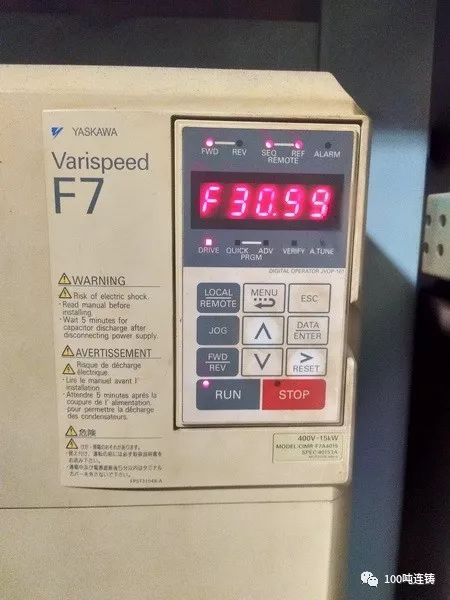 YASKAWA
Varispeed
F7
FWD REV SEQ REF ALARM
REMOTE
F30.59
DRIVE QUICK ADV VERIFY A.TUNE
PRGM
DIGITAL OPERATOR JVOP-161
LOCAL
REMOTE
MENU
ESC
JOG
DATA
ENTER
FWD
REV
RESET
RUN
STOP
WARNING
Risk of electric shock.
Read manual before
installing.
Wait 5 minutes for
capacitor discharge after
disconnecting power supply.
AVERTISSEMENT
Risque de décharge
électrique.
Lire le manuel avant l'
installation.
Attendre 5 minutes après la
coupure de l' alimentation,
pour permettre la décharge
des condensateurs.
危険
400V-15kW
MODEL:CIMR-F7A4015
100吨连铸